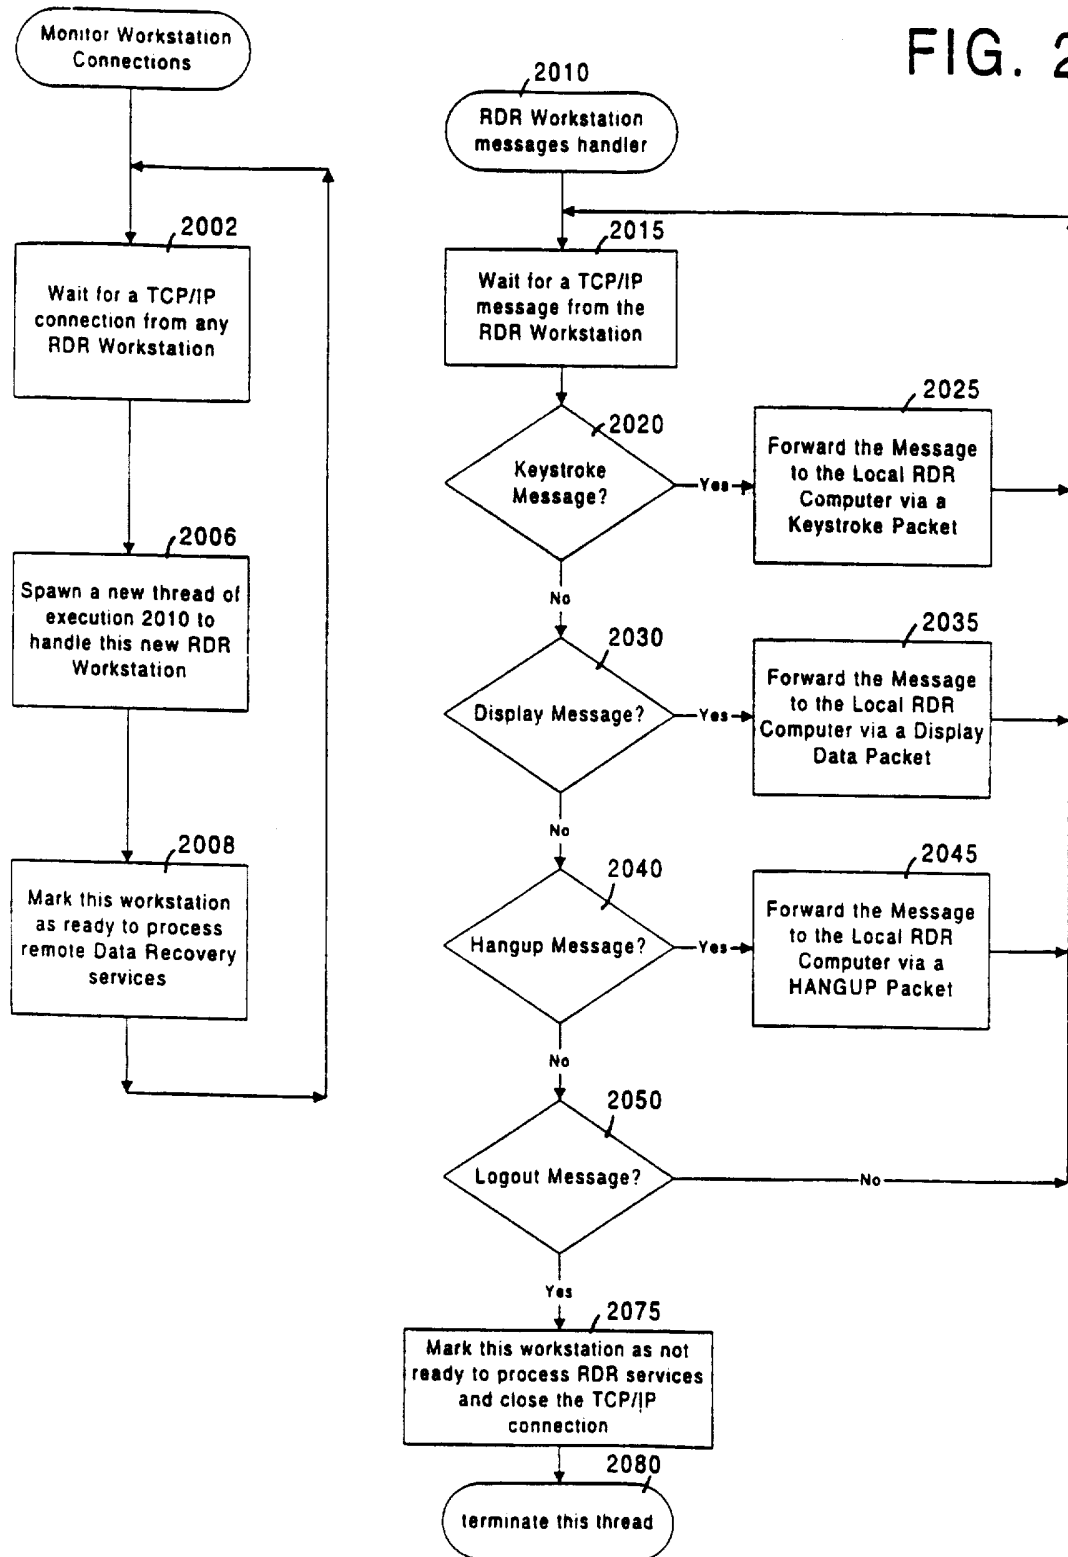 FIG. 2
Monitor Workstation
Connections
2002
Wait for a TCP/IP
connection from any
RDR Workstation
2006
Spawn a new thread of
execution 2010 to
handle this new RDR
Workstation
2008
Mark this workstation
as ready to process
remote Data Recovery
services
2010
RDR Workstation
messages handler
2015
Wait for a TCP/IP
message from the
RDR Workstation
2020
Keystroke
Message?
Yes
2025
Forward the Message
to the Local RDR
Computer via a
Keystroke Packet
No
2030
Display Message?
Yes
2035
Forward the Message
to the Local RDR
Computer via a Display
Data Packet
No
2040
Hangup Message?
Yes
2045
Forward the Message
to the Local RDR
Computer via a
HANGUP Packet
No
2050
Logout Message?
No
Yes
2075
Mark this workstation as not
ready to process RDR services
and close the TCP/IP
connection
2080
terminate this thread